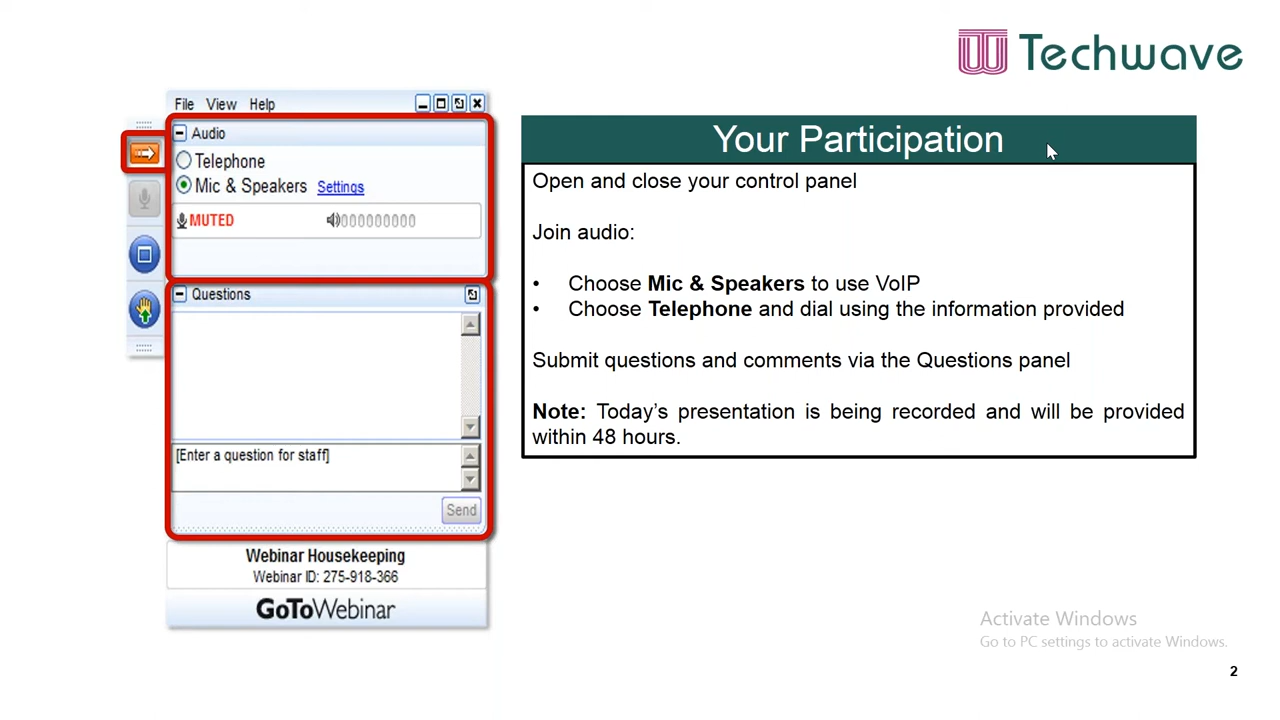 Techwave
File View Help
Audio
Telephone
Mic & Speakers Settings
MUTED
Questions
[Enter a question for staff]
Send
Webinar Housekeeping
Webinar ID: 275-918-366
GoToWebinar
Your Participation
Open and close your control panel
Join audio:
• Choose Mic & Speakers to use VoIP
• Choose Telephone and dial using the information provided
Submit questions and comments via the Questions panel
Note: Today’s presentation is being recorded and will be provided
within 48 hours.
Activate Windows
Go to PC settings to activate Windows.
2